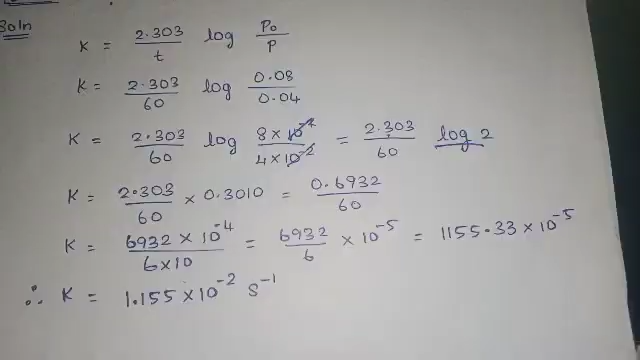 Soln
K = 2.303/t log P₀/P
K = 2.303/60 log 0.08/0.04
K = 2.303/60 log 8 × 10⁻²/4 × 10⁻² = 2.303/60 log 2
K = 2.303/60 × 0.3010 = 0.6932/60
K = 6932 × 10⁻⁴/6 × 10 = 6932/6 × 10⁻⁵ = 1155.33 × 10⁻⁵
∴ K = 1.155 × 10⁻² s⁻¹